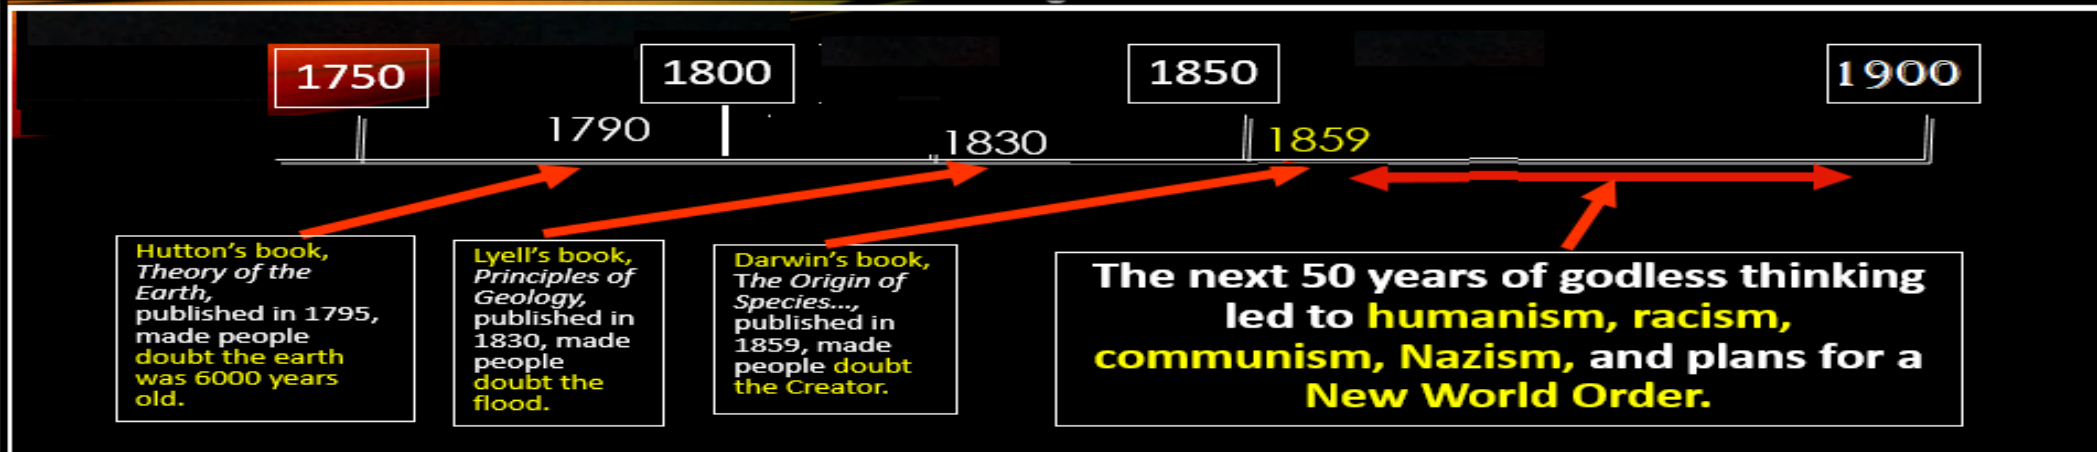 1750
1800
1850
1900
1790
1830
1859
Hutton's book,
Theory of the
Earth,
published in 1795,
made people
doubt the earth
was 6000 years
old.
Lyell's book,
Principles of
Geology,
published in
1830, made
people
doubt the
flood.
Darwin's book,
The Origin of
Species...,
published in
1859, made
people doubt
the Creator.
The next 50 years of godless thinking
led to humanism, racism,
communism, Nazism, and plans for a
New World Order.